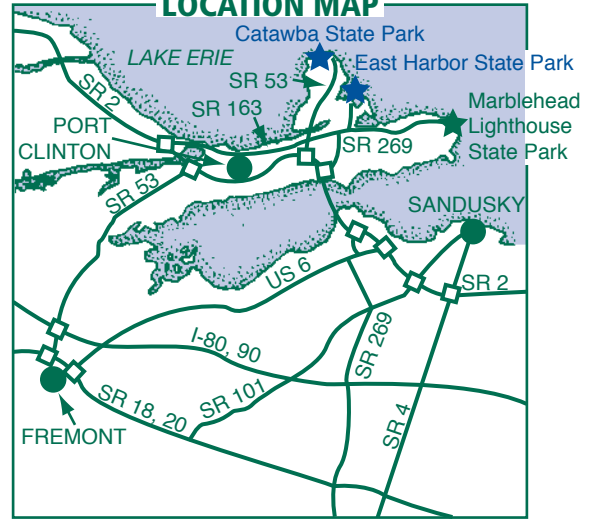 LOCATION MAP
Catawba State Park
LAKE ERIE
East Harbor State Park
SR 53
SR 2
SR 163
Marblehead
Lighthouse
State Park
PORT
CLINTON
SR 269
SR 53
SANDUSKY
US 6
SR 2
I-80, 90
SR 269
SR 101
SR 18, 20
SR 4
FREMONT